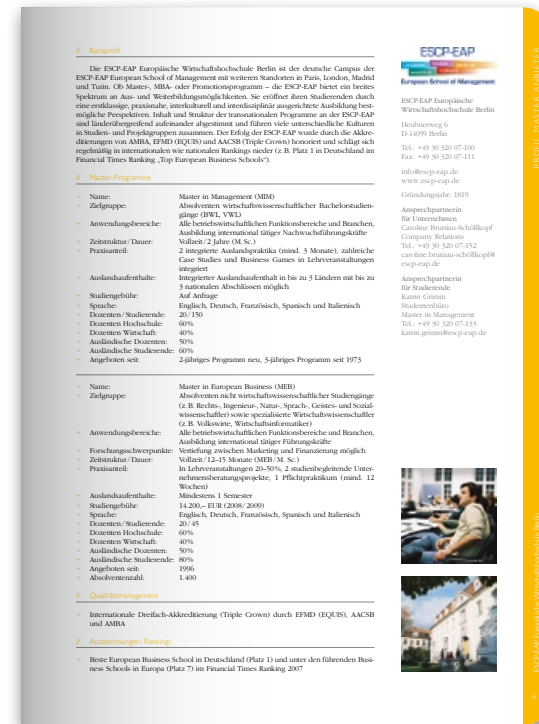 // Kurzprofil
Die ESCP-EAP Europäische Wirtschaftshochschule Berlin ist der deutsche Campus der
ESCP-EAP European School of Management mit weiteren Standorten in Paris, London, Madrid
und Turin. Ob Master-, MBA- oder Promotionsprogramm – die ESCP-EAP bietet ein breites
Spektrum an Aus- und Weiterbildungsmöglichkeiten. Sie eröffnet ihren Studierenden durch
eine erstklassige, praxisnahe, interkulturell und interdisziplinär ausgerichtete Ausbildung best-
mögliche Perspektiven. Inhalt und Struktur der transnationalen Programme an der ESCP-EAP
sind länderübergreifend aufeinander abgestimmt und führen viele unterschiedliche Kulturen
in Studien- und Projektgruppen zusammen. Der Erfolg der ESCP-EAP wurde durch die Akkre-
ditierungen von AMBA, EFMD (EQUIS) und AACSB (Triple Crown) honoriert und schlägt sich
regelmäßig in internationalen wie nationalen Rankings nieder (z. B. Platz 1 in Deutschland im
Financial Times Ranking „Top European Business Schools“).
// Master-Programme
Name: Master in Management (MIM)
Zielgruppe: Absolventen wirtschaftswissenschaftlicher Bachelorstudien-
gänge (BWL, VWL)
Anwendungsbereiche: Alle betriebswirtschaftlichen Funktionsbereiche und Branchen,
Ausbildung international tätiger Nachwuchsführungskräfte
Zeitstruktur/Dauer: Vollzeit/2 Jahre (M. Sc.)
Praxisanteil: 2 integrierte Auslandspraktika (mind. 3 Monate), zahlreiche
Case Studies und Business Games in Lehrveranstaltungen
integriert
Auslandsaufenthalte: Integrierter Auslandsaufenthalt in bis zu 3 Ländern mit bis zu
3 nationalen Abschlüssen möglich
Studiengebühr: Auf Anfrage
Sprache: Englisch, Deutsch, Französisch, Spanisch und Italienisch
Dozenten/Studierende: 20/150
Dozenten Hochschule: 60%
Dozenten Wirtschaft: 40%
Ausländische Dozenten: 50%
Ausländische Studierende: 60%
Angeboten seit: 2-jähriges Programm neu, 3-jähriges Programm seit 1973
Name: Master in European Business (MEB)
Zielgruppe: Absolventen nicht wirtschaftswissenschaftlicher Studiengänge
(z. B. Rechts-, Ingenieur-, Natur-, Sprach-, Geistes- und Sozial-
wissenschaftler) sowie spezialisierte Wirtschaftswissenschaftler
(z. B. Volkswirte, Wirtschaftsinformatiker)
Anwendungsbereiche: Alle betriebswirtschaftlichen Funktionsbereiche und Branchen,
Ausbildung international tätiger Führungskräfte
Forschungsschwerpunkte: Vertiefung zwischen Marketing und Finanzierung möglich
Zeitstruktur/Dauer: Vollzeit/12–15 Monate (MEB/M. Sc.)
Praxisanteil: In Lehrveranstaltungen 20–50%, 2 studienbegleitende Unter-
nehmensberatungsprojekte, 1 Pflichtpraktikum (mind. 12
Wochen)
Auslandsaufenthalte: Mindestens 1 Semester
Studiengebühr: 14.200,– EUR (2008/2009)
Sprache: Englisch, Deutsch, Französisch, Spanisch und Italienisch
Dozenten/Studierende: 20/45
Dozenten Hochschule: 60%
Dozenten Wirtschaft: 40%
Ausländische Dozenten: 50%
Ausländische Studierende: 80%
Angeboten seit: 1996
Absolventenzahl: 1.400
// Qualitätsmanagement
Internationale Dreifach-Akkreditierung (Triple Crown) durch EFMD (EQUIS), AACSB
und AMBA
// Auszeichnungen/Rankings
Beste European Business School in Deutschland (Platz 1) und unter den führenden Busi-
ness Schools in Europa (Platz 7) im Financial Times Ranking 2007
ESCP-EAP
European School of Management
ESCP-EAP Europäische
Wirtschaftshochschule Berlin
Heubnerweg 6
D-14059 Berlin
Tel.: +49 30 320 07-100
Fax: +49 30 320 07-111
info@escp-eap.de
www.escp-eap.de
Gründungsjahr: 1819
Ansprechpartnerin
für Unternehmen
Caroline Bruniau-Schöllkopf
Company Relations
Tel.: +49 30 320 07-152
caroline.bruniau-schöllkopf@
escp-eap.de
Ansprechpartnerin
für Studierende
Katrin Grimm
Studentenbüro
Master in Management
Tel.: +49 30 320 07-133
katrin.grimm@escp-eap.de
PROFIL MASTER-ANBIETER
ESCP-EAP Europäische Wirtschaftshochschule Berlin